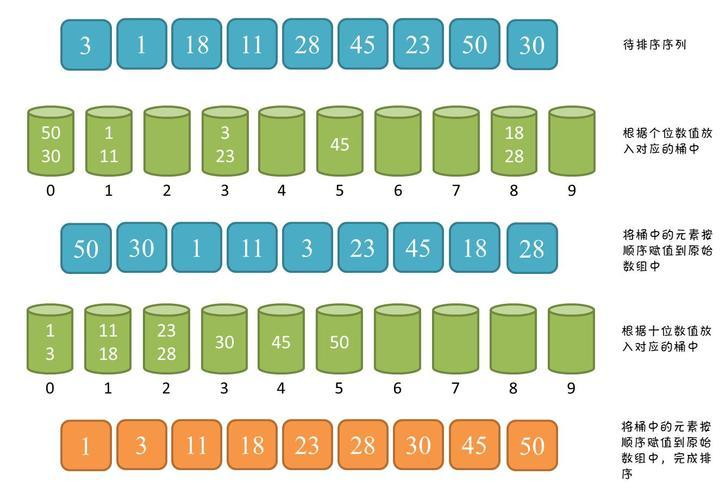 3 1 18 11 28 45 23 50 30
待排序序列
50 1 3 18
30 11 23 45 28
根据个位数值放
入对应的桶中
0 1 2 3 4 5 6 7 8 9
50 30 1 11 3 23 45 18 28
将桶中的元素按
顺序赋值到原始
数组中
1 11 23
3 18 28 30 45 50
根据十位数值放
入对应的桶中
0 1 2 3 4 5 6 7 8 9
1 3 11 18 23 28 30 45 50
将桶中的元素按
顺序赋值到原始
数组中，完成排
序